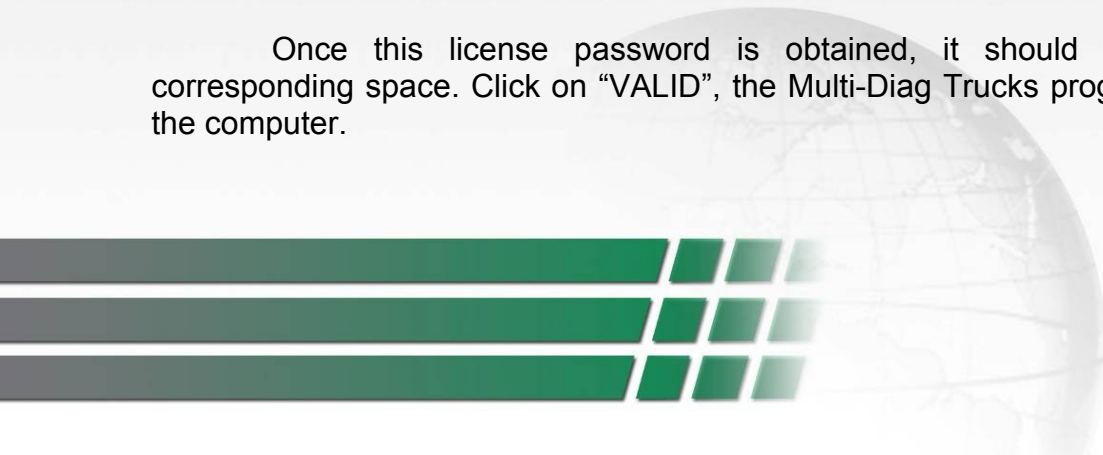 Once this license password is obtained, it should
corresponding space. Click on “VALID”, the Multi-Diag Trucks prog
the computer.